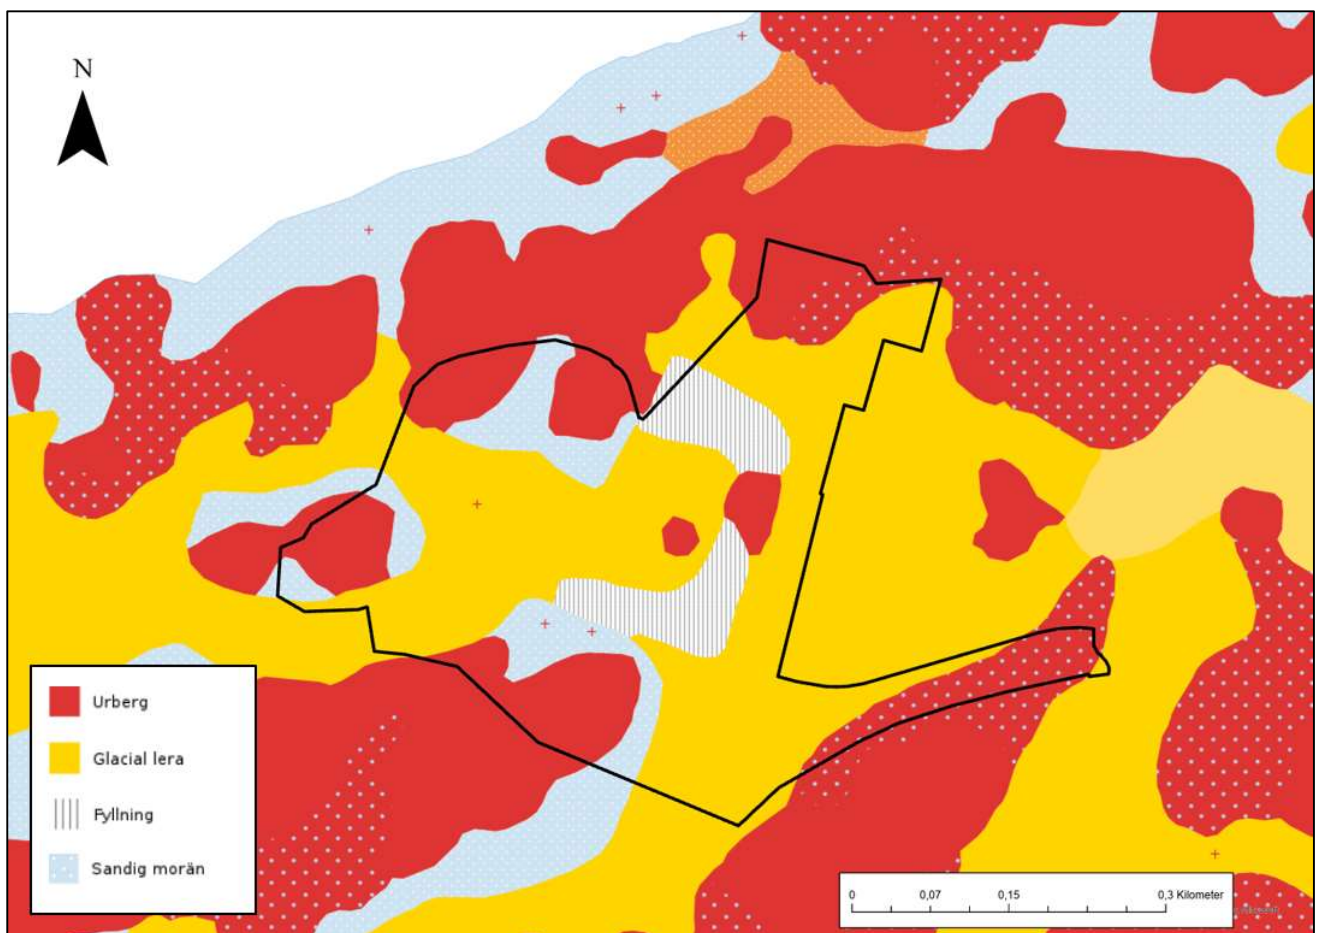 N
Urberg
Glacial lera
Fyllning
Sandig morän
0 0,07 0,15 0,3 Kilometer